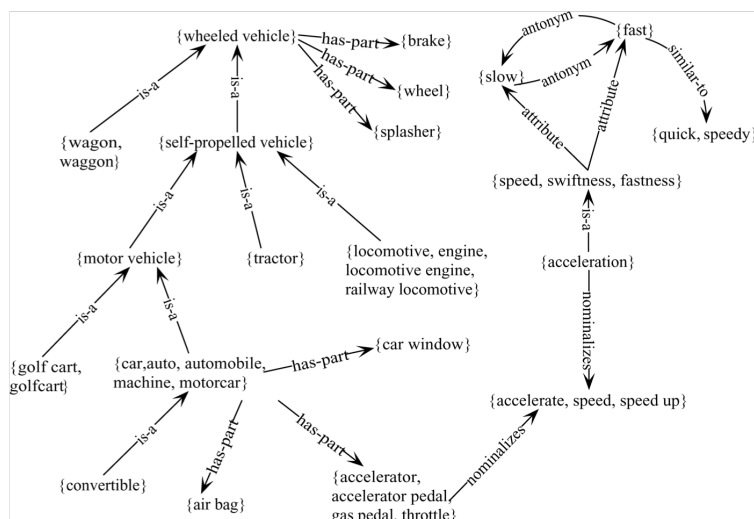 {wheeled vehicle}
has-part
{brake}
has-part
{wheel}
has-part
{splasher}
is-a
is-a
{wagon,
waggon}
{self-propelled vehicle}
is-a
is-a
is-a
{motor vehicle}
{tractor}
{locomotive, engine,
locomotive engine,
railway locomotive}
is-a
is-a
{golf cart,
golfcart}
{car,auto, automobile,
machine, motorcar}
has-part
{car window}
is-a
has-part
has-part
{convertible}
{air bag}
{accelerator,
accelerator pedal,
gas pedal, throttle}
nominalizes
antonym
{fast}
{slow}
antonym
similar-to
{quick, speedy}
attribute
attribute
{speed, swiftness, fastness}
is-a
{acceleration}
nominalizes
{accelerate, speed, speed up}